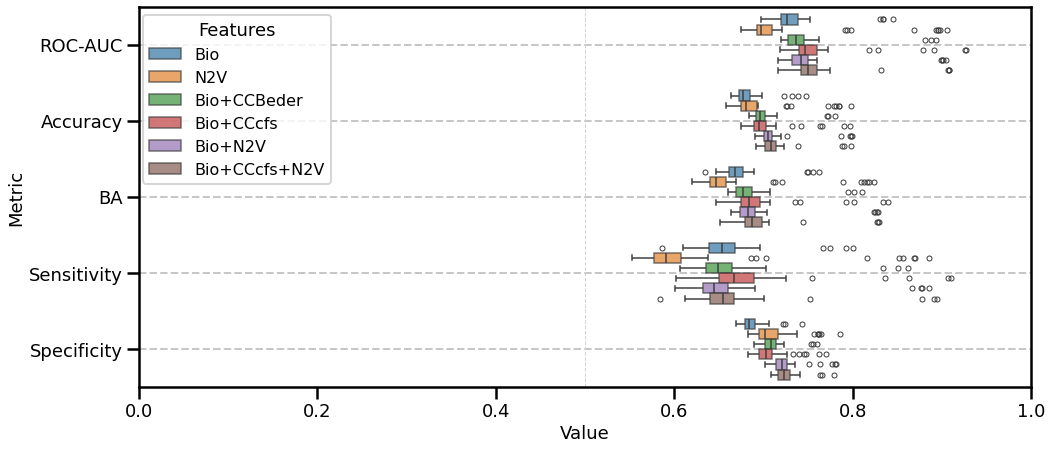 Features
Bio
N2V
Bio+CCBeder
Bio+CCcfs
Bio+N2V
Bio+CCcfs+N2V
ROC-AUC
Accuracy
BA
Sensitivity
Specificity
Metric
0.0 0.2 0.4 0.6 0.8 1.0
Value